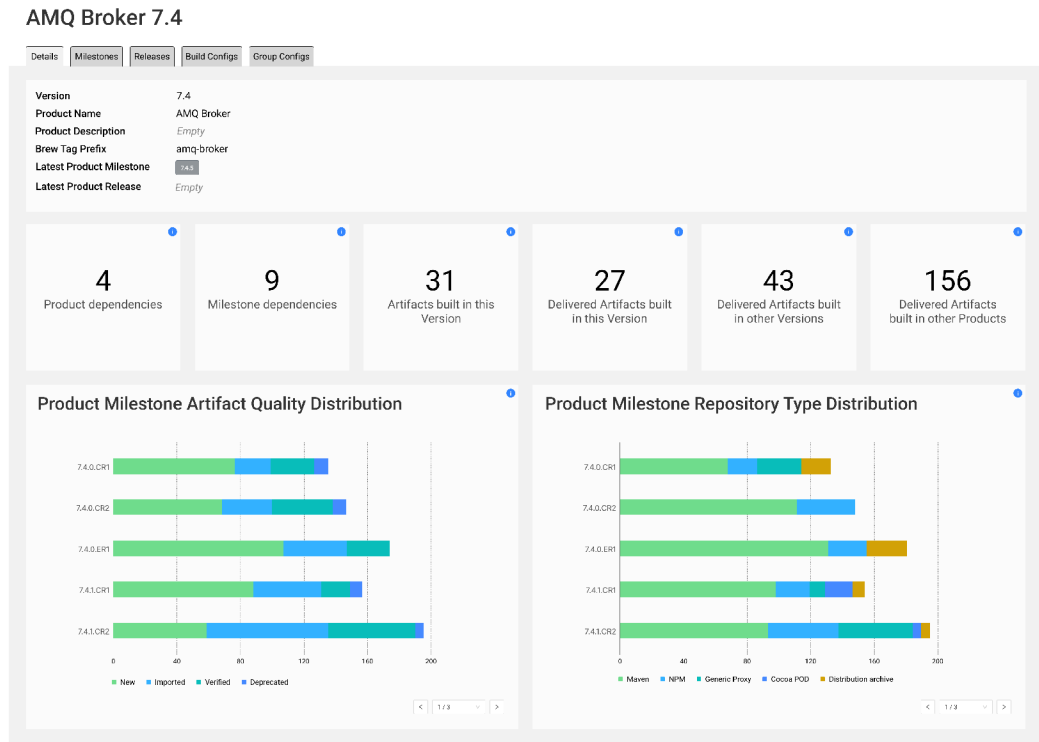 AMQ Broker 7.4
Details Milestones Releases Build Configs Group Configs
Version 7.4
Product Name AMQ Broker
Product Description Empty
Brew Tag Prefix amq-broker
Latest Product Milestone 7.4.5
Latest Product Release Empty
4
Product dependencies
9
Milestone dependencies
31
Artifacts built in this
Version
27
Delivered Artifacts built
in this Version
43
Delivered Artifacts built
in other Versions
156
Delivered Artifacts
built in other Products
Product Milestone Artifact Quality Distribution
7.4.0.CR1
7.4.0.CR2
7.4.0.ER1
7.4.1.CR1
7.4.1.CR2
0 40 80 120 160 200
New Imported Verified Deprecated
< 1 / 3 >
Product Milestone Repository Type Distribution
7.4.0.CR1
7.4.0.CR2
7.4.0.ER1
7.4.1.CR1
7.4.1.CR2
0 40 80 120 160 200
Maven NPM Generic Proxy Cocoa POD Distribution archive
< 1 / 3 >